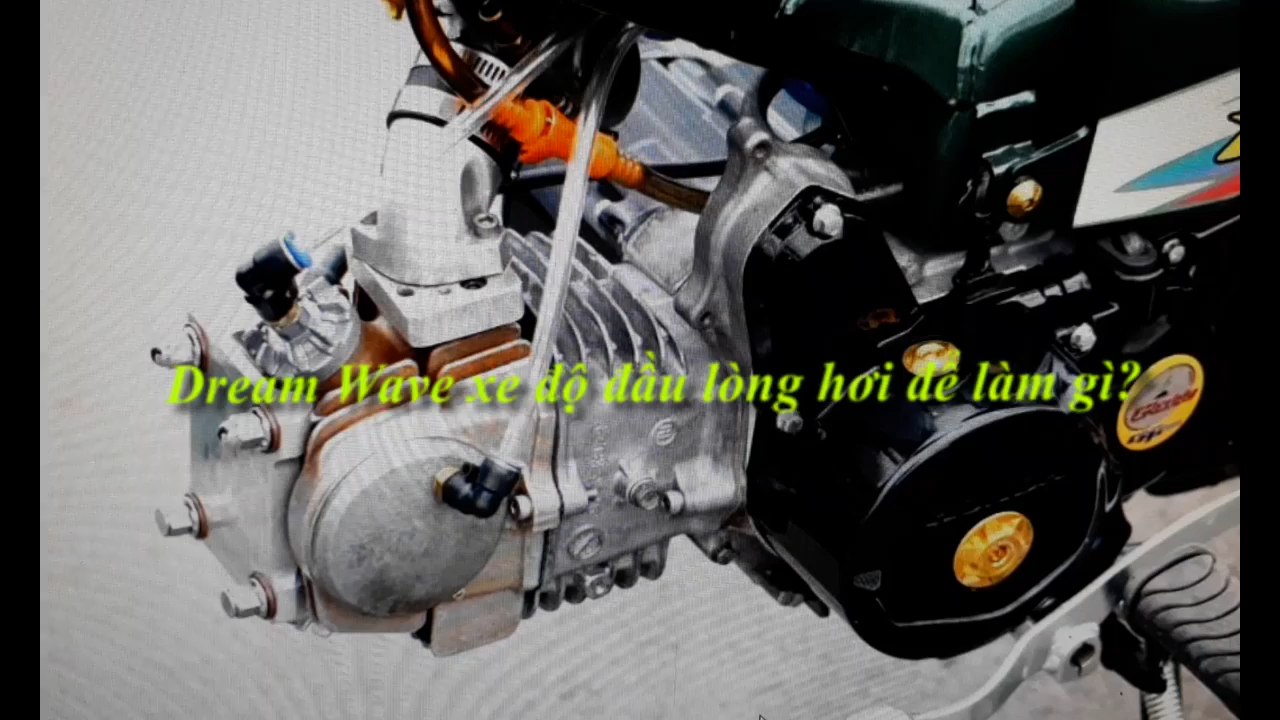 Dream Wave xe độ đầu lòng hơi để làm gì?